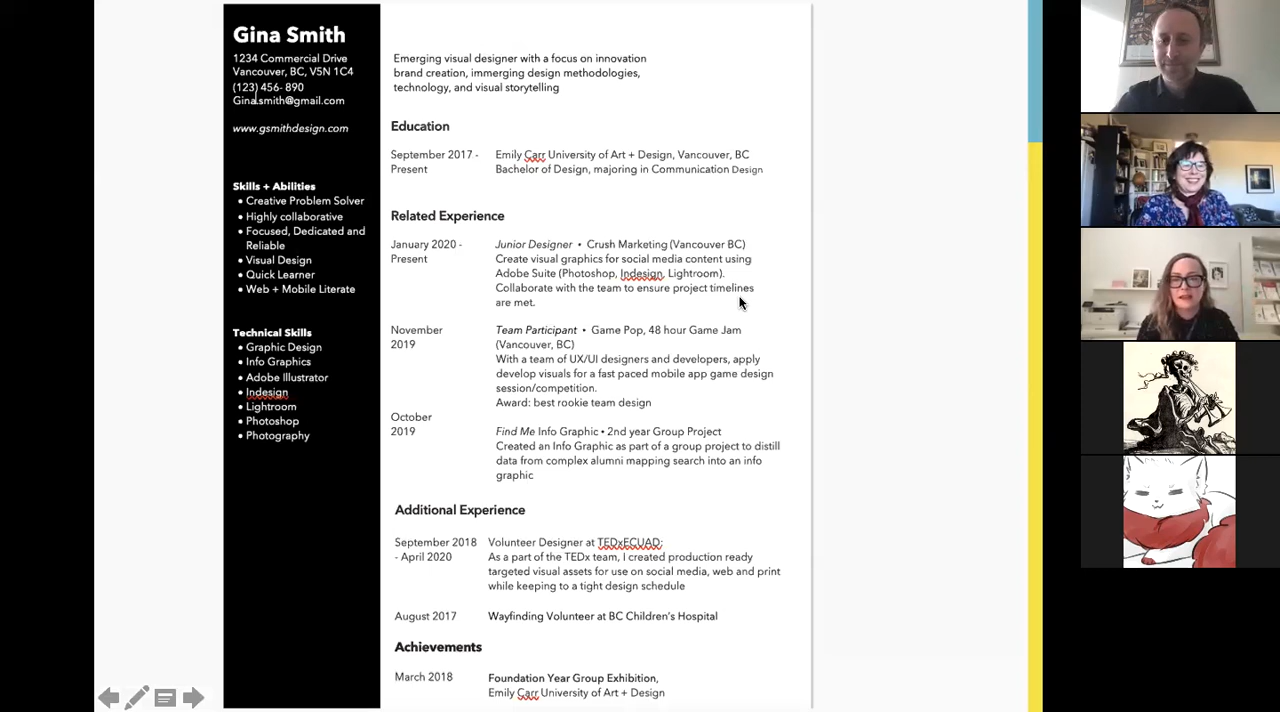 Gina Smith
1234 Commercial Drive
Vancouver, BC, V5N 1C4
(123) 456- 890
Gina.smith@gmail.com
www.gsmithdesign.com
Skills + Abilities
• Creative Problem Solver
• Highly collaborative
• Focused, Dedicated and
Reliable
• Visual Design
• Quick Learner
• Web + Mobile Literate
Technical Skills
• Graphic Design
• Info Graphics
• Adobe Illustrator
• Indesign
• Lightroom
• Photoshop
• Photography
Emerging visual designer with a focus on innovation
brand creation, immerging design methodologies,
technology, and visual storytelling
Education
September 2017 -
Present
Emily Carr University of Art + Design, Vancouver, BC
Bachelor of Design, majoring in Communication Design
Related Experience
January 2020 -
Present
Junior Designer • Crush Marketing (Vancouver BC)
Create visual graphics for social media content using
Adobe Suite (Photoshop, Indesign, Lightroom).
Collaborate with the team to ensure project timelines
are met.
November
2019
Team Participant • Game Pop, 48 hour Game Jam
(Vancouver, BC)
With a team of UX/UI designers and developers, apply
develop visuals for a fast paced mobile app game design
session/competition.
Award: best rookie team design
October
2019
Find Me Info Graphic • 2nd year Group Project
Created an Info Graphic as part of a group project to distill
data from complex alumni mapping search into an info
graphic
Additional Experience
September 2018
- April 2020
Volunteer Designer at TEDxECUAD;
As a part of the TEDx team, I created production ready
targeted visual assets for use on social media, web and print
while keeping to a tight design schedule
August 2017
Wayfinding Volunteer at BC Children's Hospital
Achievements
March 2018
Foundation Year Group Exhibition,
Emily Carr University of Art + Design